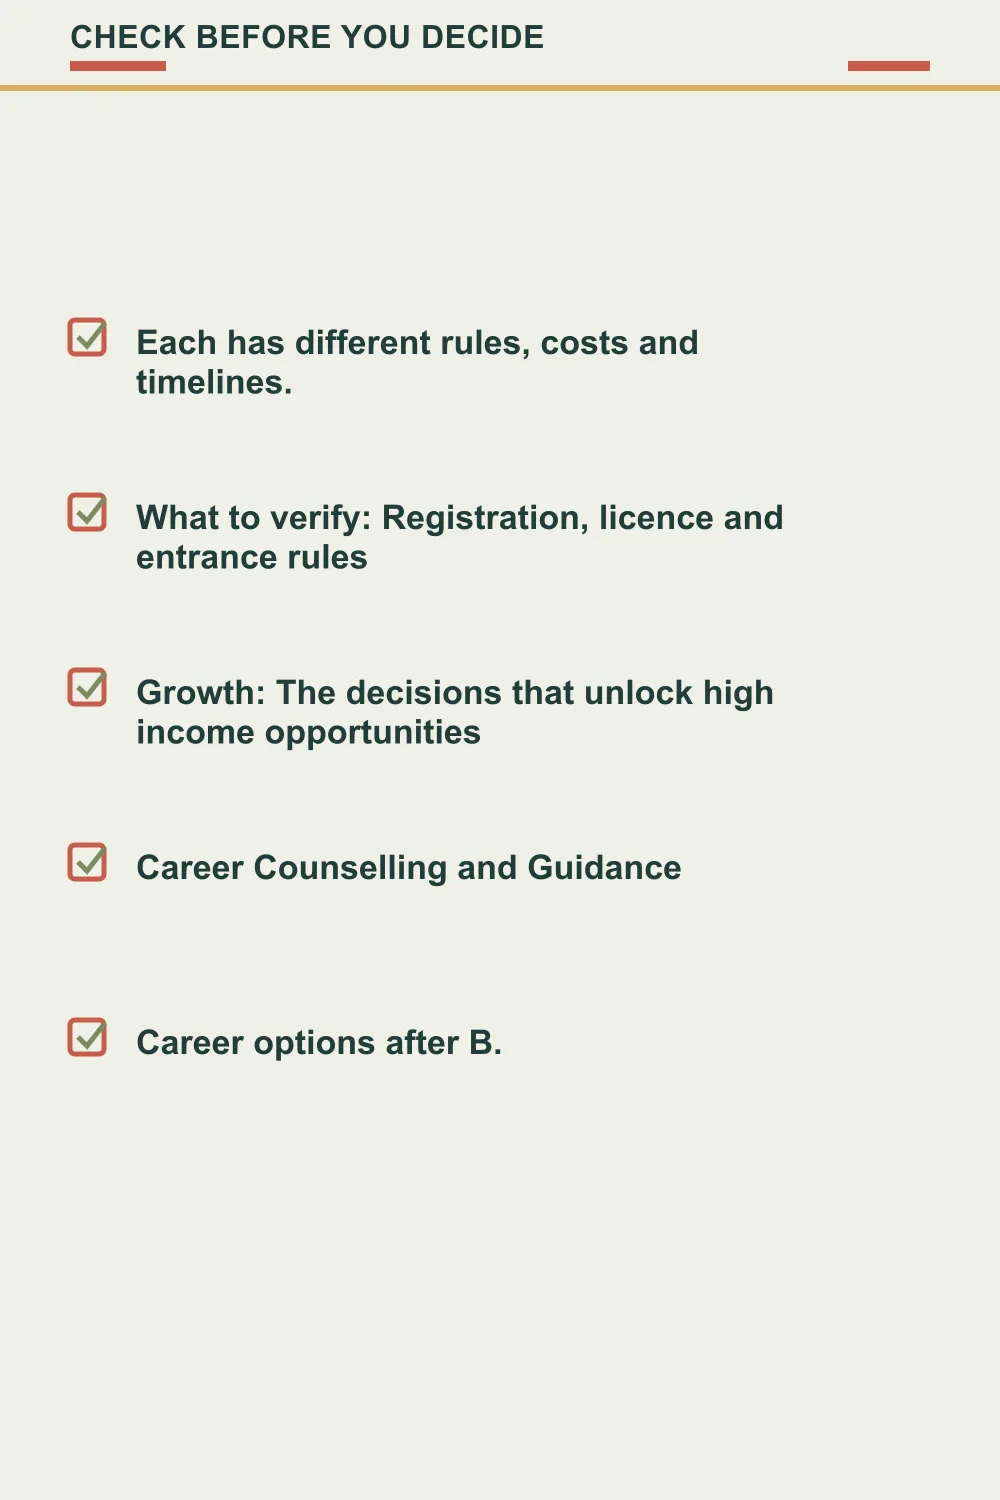 CHECK BEFORE YOU DECIDE
Each has different rules, costs and
timelines.
What to verify: Registration, licence and
entrance rules
Growth: The decisions that unlock high
income opportunities
Career Counselling and Guidance
Career options after B.